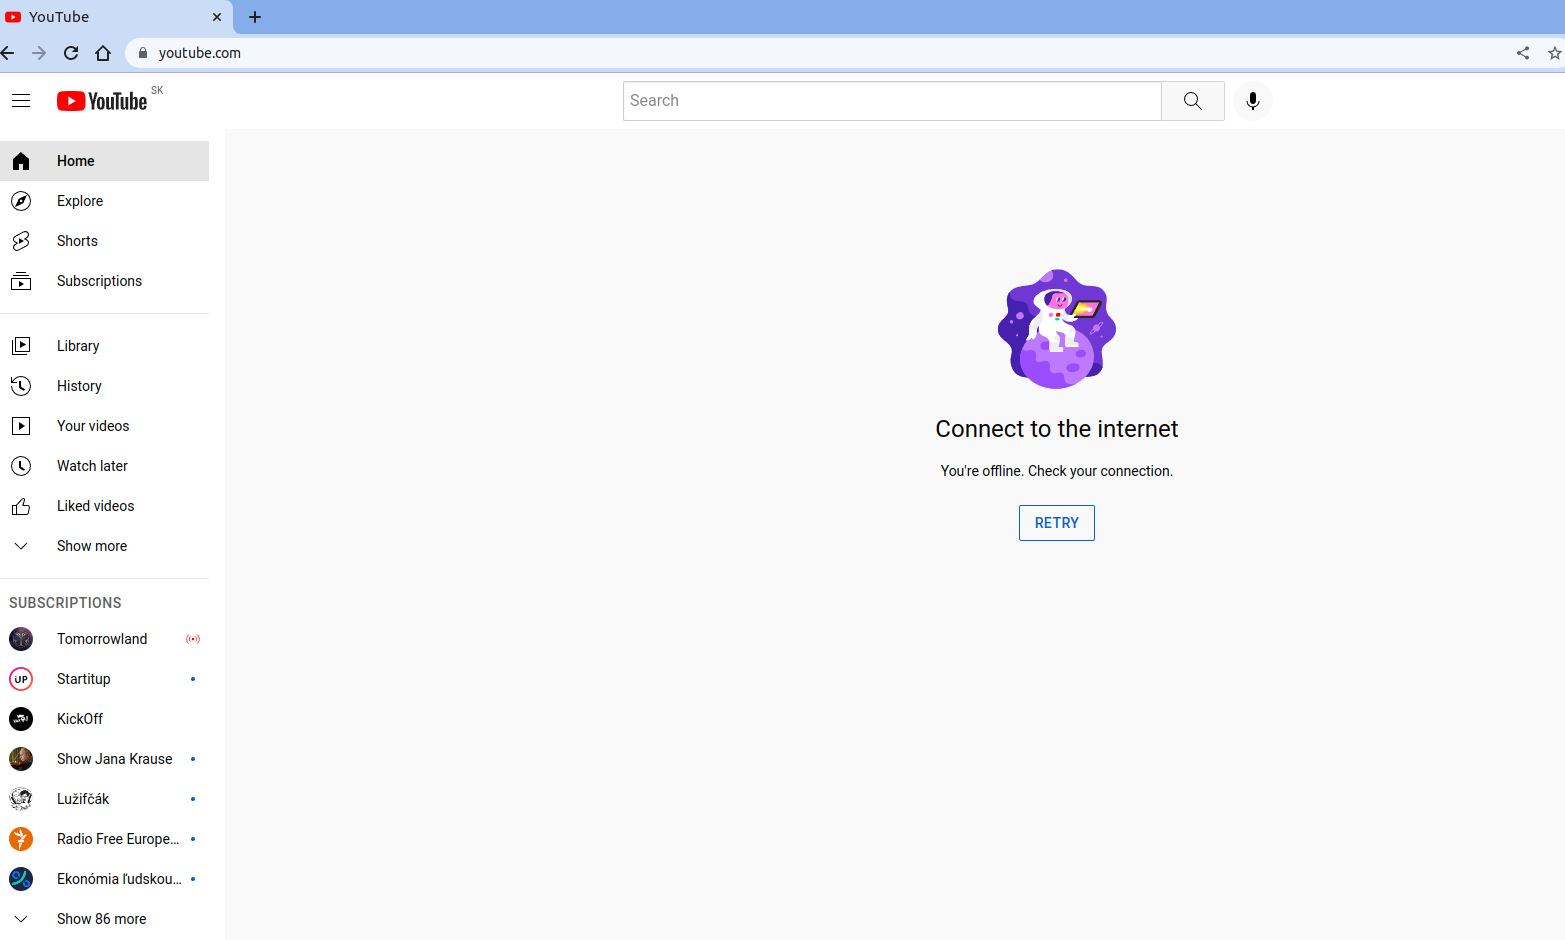 YouTube
youtube.com
YouTube SK
Search
Home
Explore
Shorts
Subscriptions
Library
History
Your videos
Watch later
Liked videos
Show more
SUBSCRIPTIONS
Tomorrowland
UP
Startitup
KickOff
Show Jana Krause
Lužifčák
Radio Free Europe...
Ekonómia ľudskou...
Show 86 more
Connect to the internet
You're offline. Check your connection.
RETRY